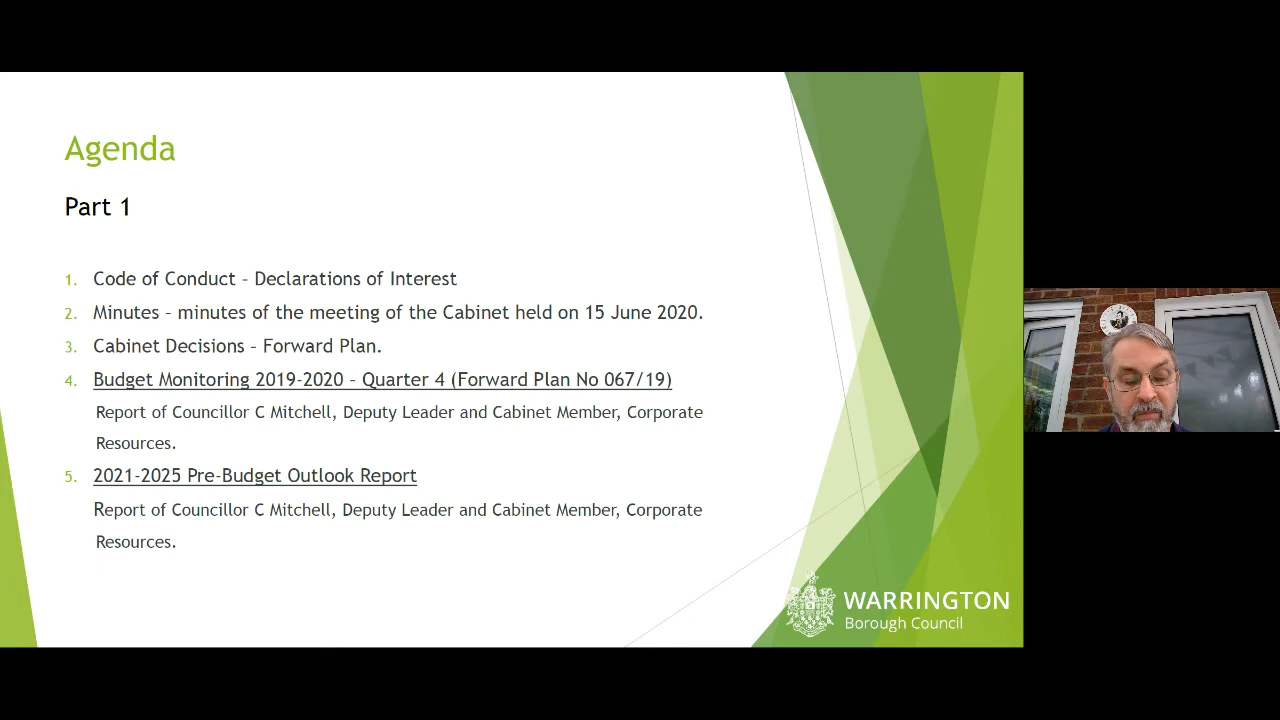 Agenda
Part 1
1. Code of Conduct – Declarations of Interest
2. Minutes – minutes of the meeting of the Cabinet held on 15 June 2020.
3. Cabinet Decisions – Forward Plan.
4. Budget Monitoring 2019-2020 – Quarter 4 (Forward Plan No 067/19)
Report of Councillor C Mitchell, Deputy Leader and Cabinet Member, Corporate
Resources.
5. 2021-2025 Pre-Budget Outlook Report
Report of Councillor C Mitchell, Deputy Leader and Cabinet Member, Corporate
Resources.
WARRINGTON
Borough Council